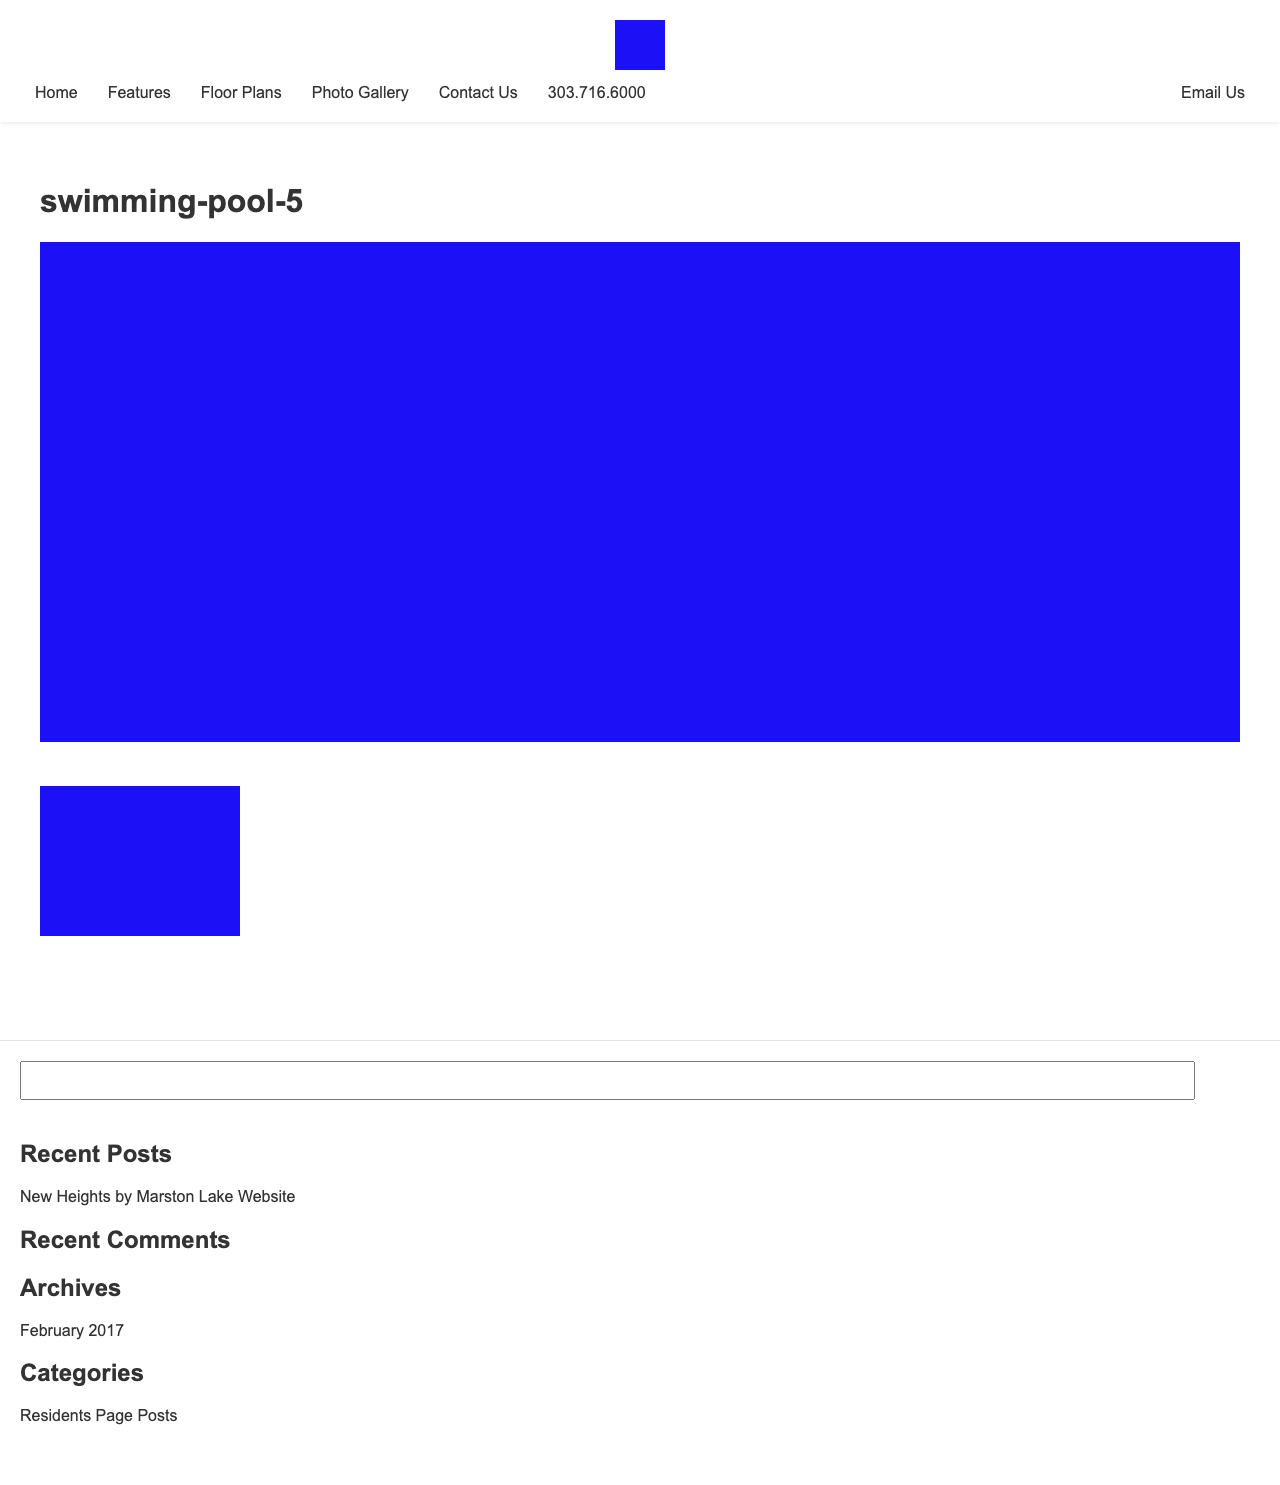 Home Features Floor Plans Photo Gallery Contact Us 303.716.6000 Email Us
swimming-pool-5
Recent Posts
New Heights by Marston Lake Website
Recent Comments
Archives
February 2017
Categories
Residents Page Posts